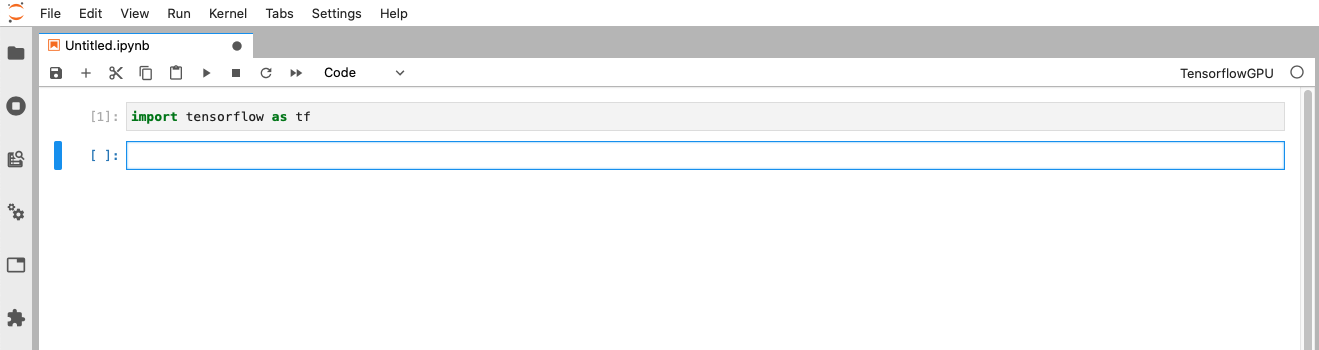 File Edit View Run Kernel Tabs Settings Help
Untitled.ipynb
Code TensorflowGPU
[1]: import tensorflow as tf
[ ]: